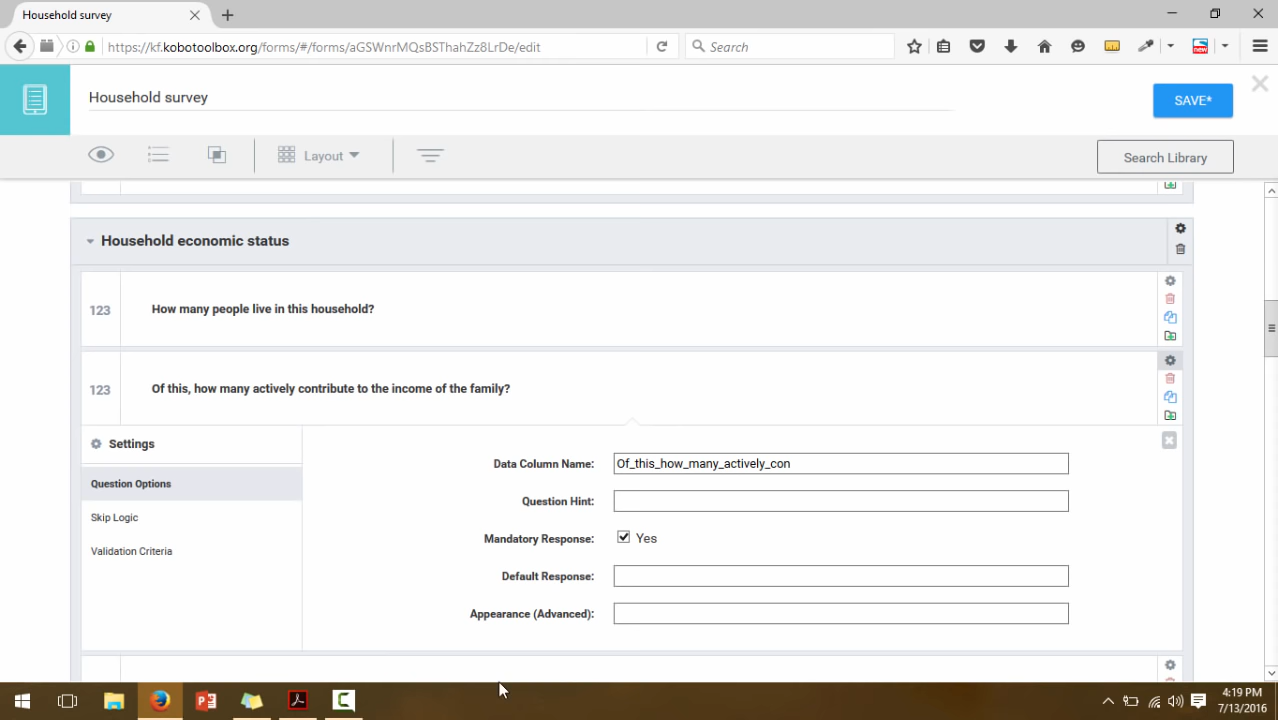 Household survey
https://kf.kobotoolbox.org/forms/#/forms/aGSWnrMQsBSThahZz8LrDe/edit
Search
new
Household survey
SAVE*
Layout
Search Library
Household economic status
123
How many people live in this household?
123
Of this, how many actively contribute to the income of the family?
Settings
Question Options
Skip Logic
Validation Criteria
Data Column Name:
Of_this_how_many_actively_con
Question Hint:
Mandatory Response:
Yes
Default Response:
Appearance (Advanced):
4:19 PM
7/13/2016